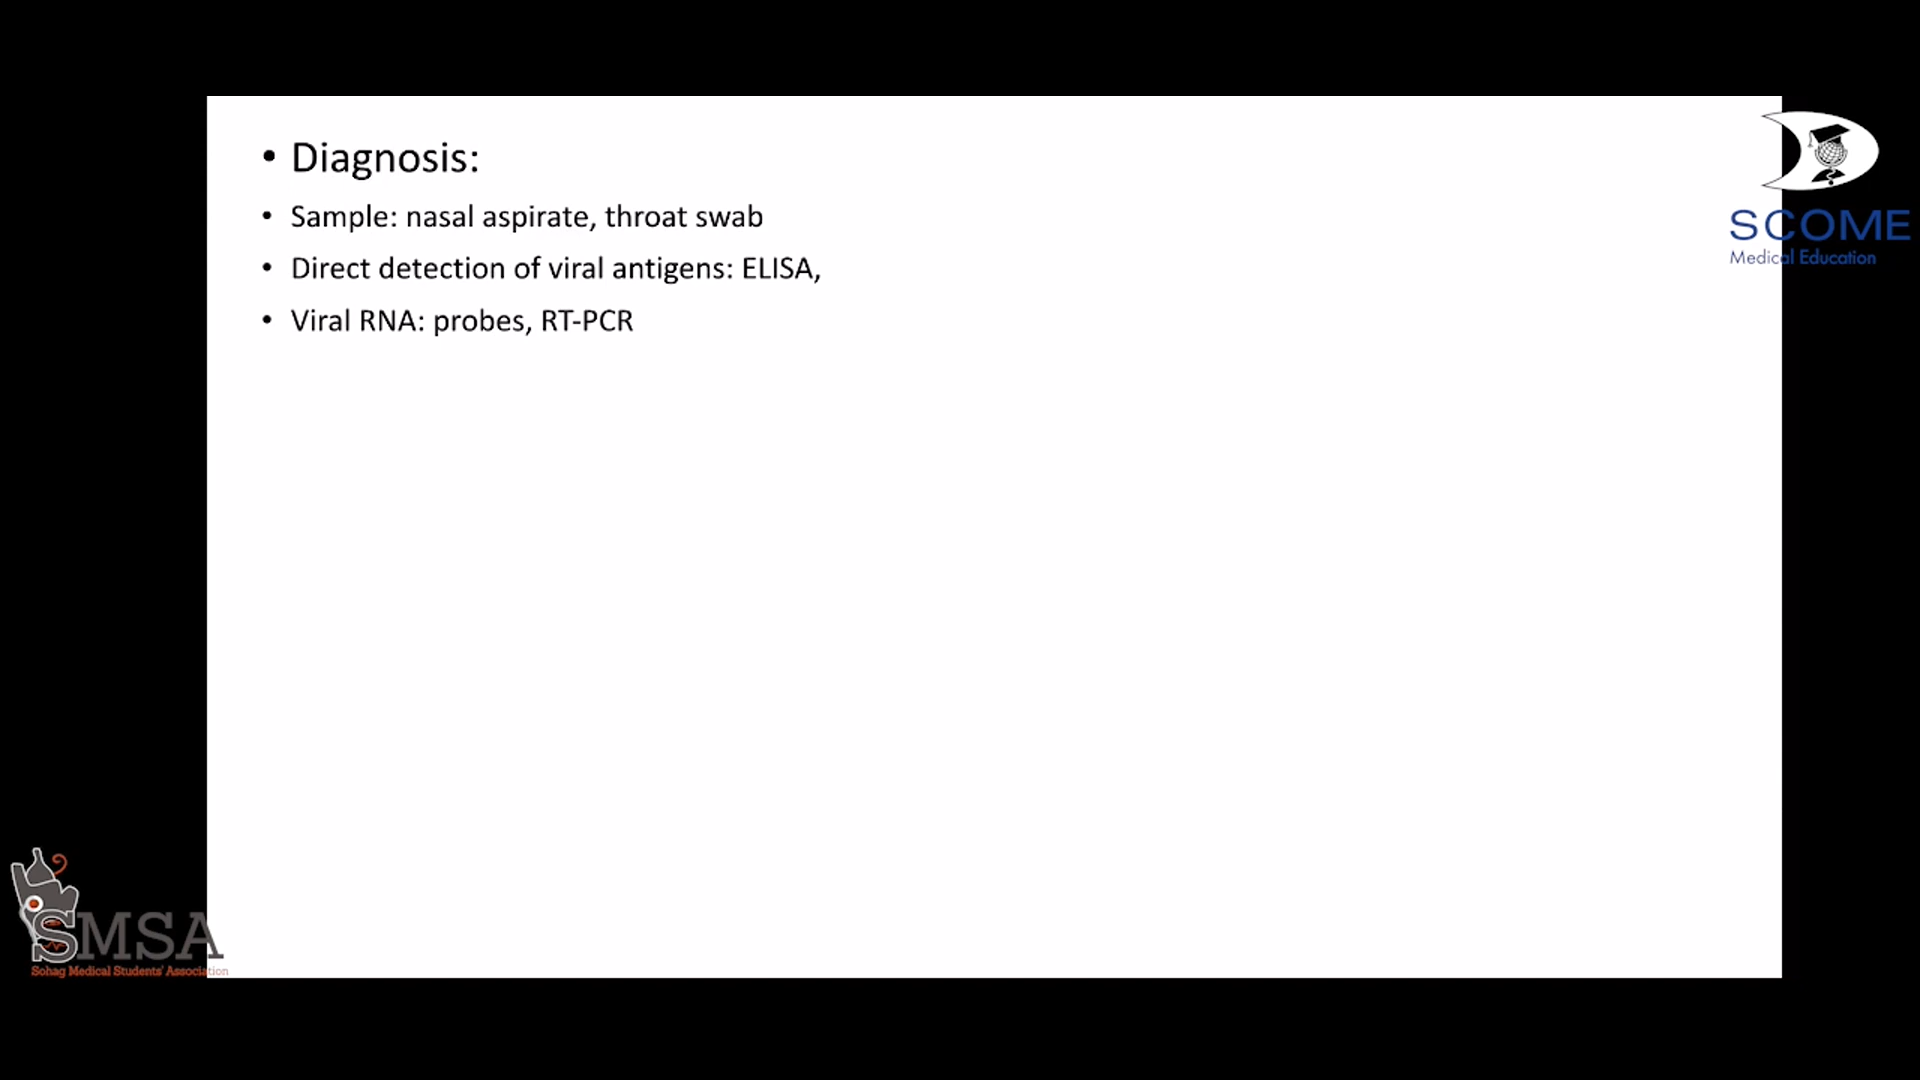 • Diagnosis:
• Sample: nasal aspirate, throat swab
• Direct detection of viral antigens: ELISA,
• Viral RNA: probes, RT-PCR
SCOME
Medical Education
SMSA
Sohag Medical Students' Association